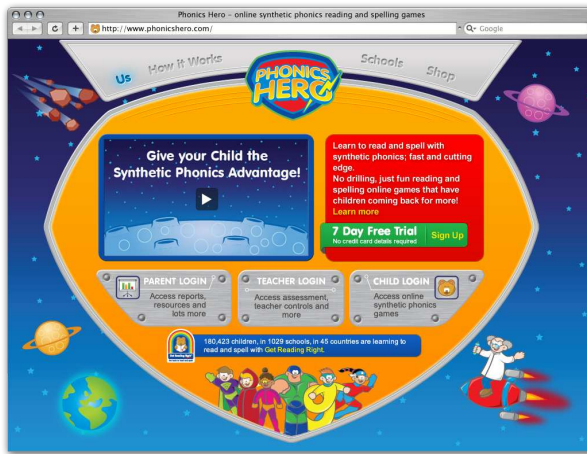 Phonics Hero - online synthetic phonics reading and spelling games
http://www.phonicshero.com/
Google
Us
How it Works
PHONICS
HERO
Schools
Shop
Give your Child the
Synthetic Phonics Advantage!
Learn to read and spell with
synthetic phonics; fast and cutting
edge.
No drilling, just fun reading and
spelling online games that have
children coming back for more!
Learn more
7 Day Free Trial
No credit card details required
Sign Up
PARENT LOGIN
Access reports,
resources and
lots more
TEACHER LOGIN
Access assessment,
teacher controls and
more
CHILD LOGIN
Access online
synthetic phonics
games
Get Reading Right
180,423 children, in 1029 schools, in 45 countries are learning to
read and spell with Get Reading Right.